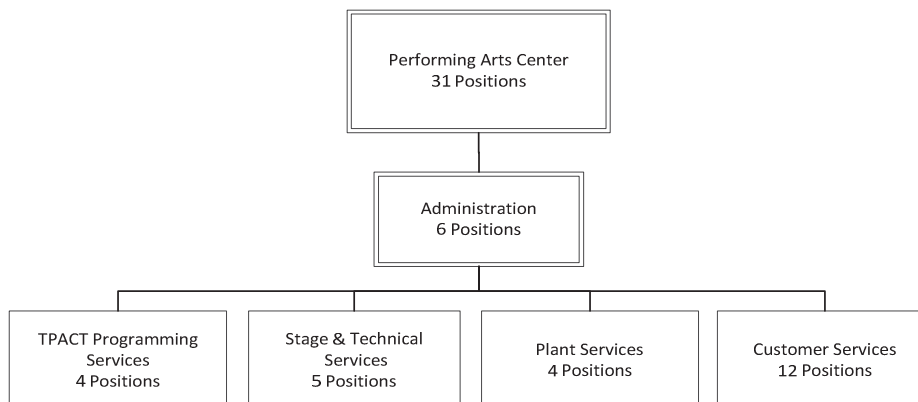 Performing Arts Center
31 Positions
Administration
6 Positions
TPACT Programming
Services
4 Positions
Stage & Technical
Services
5 Positions
Plant Services
4 Positions
Customer Services
12 Positions